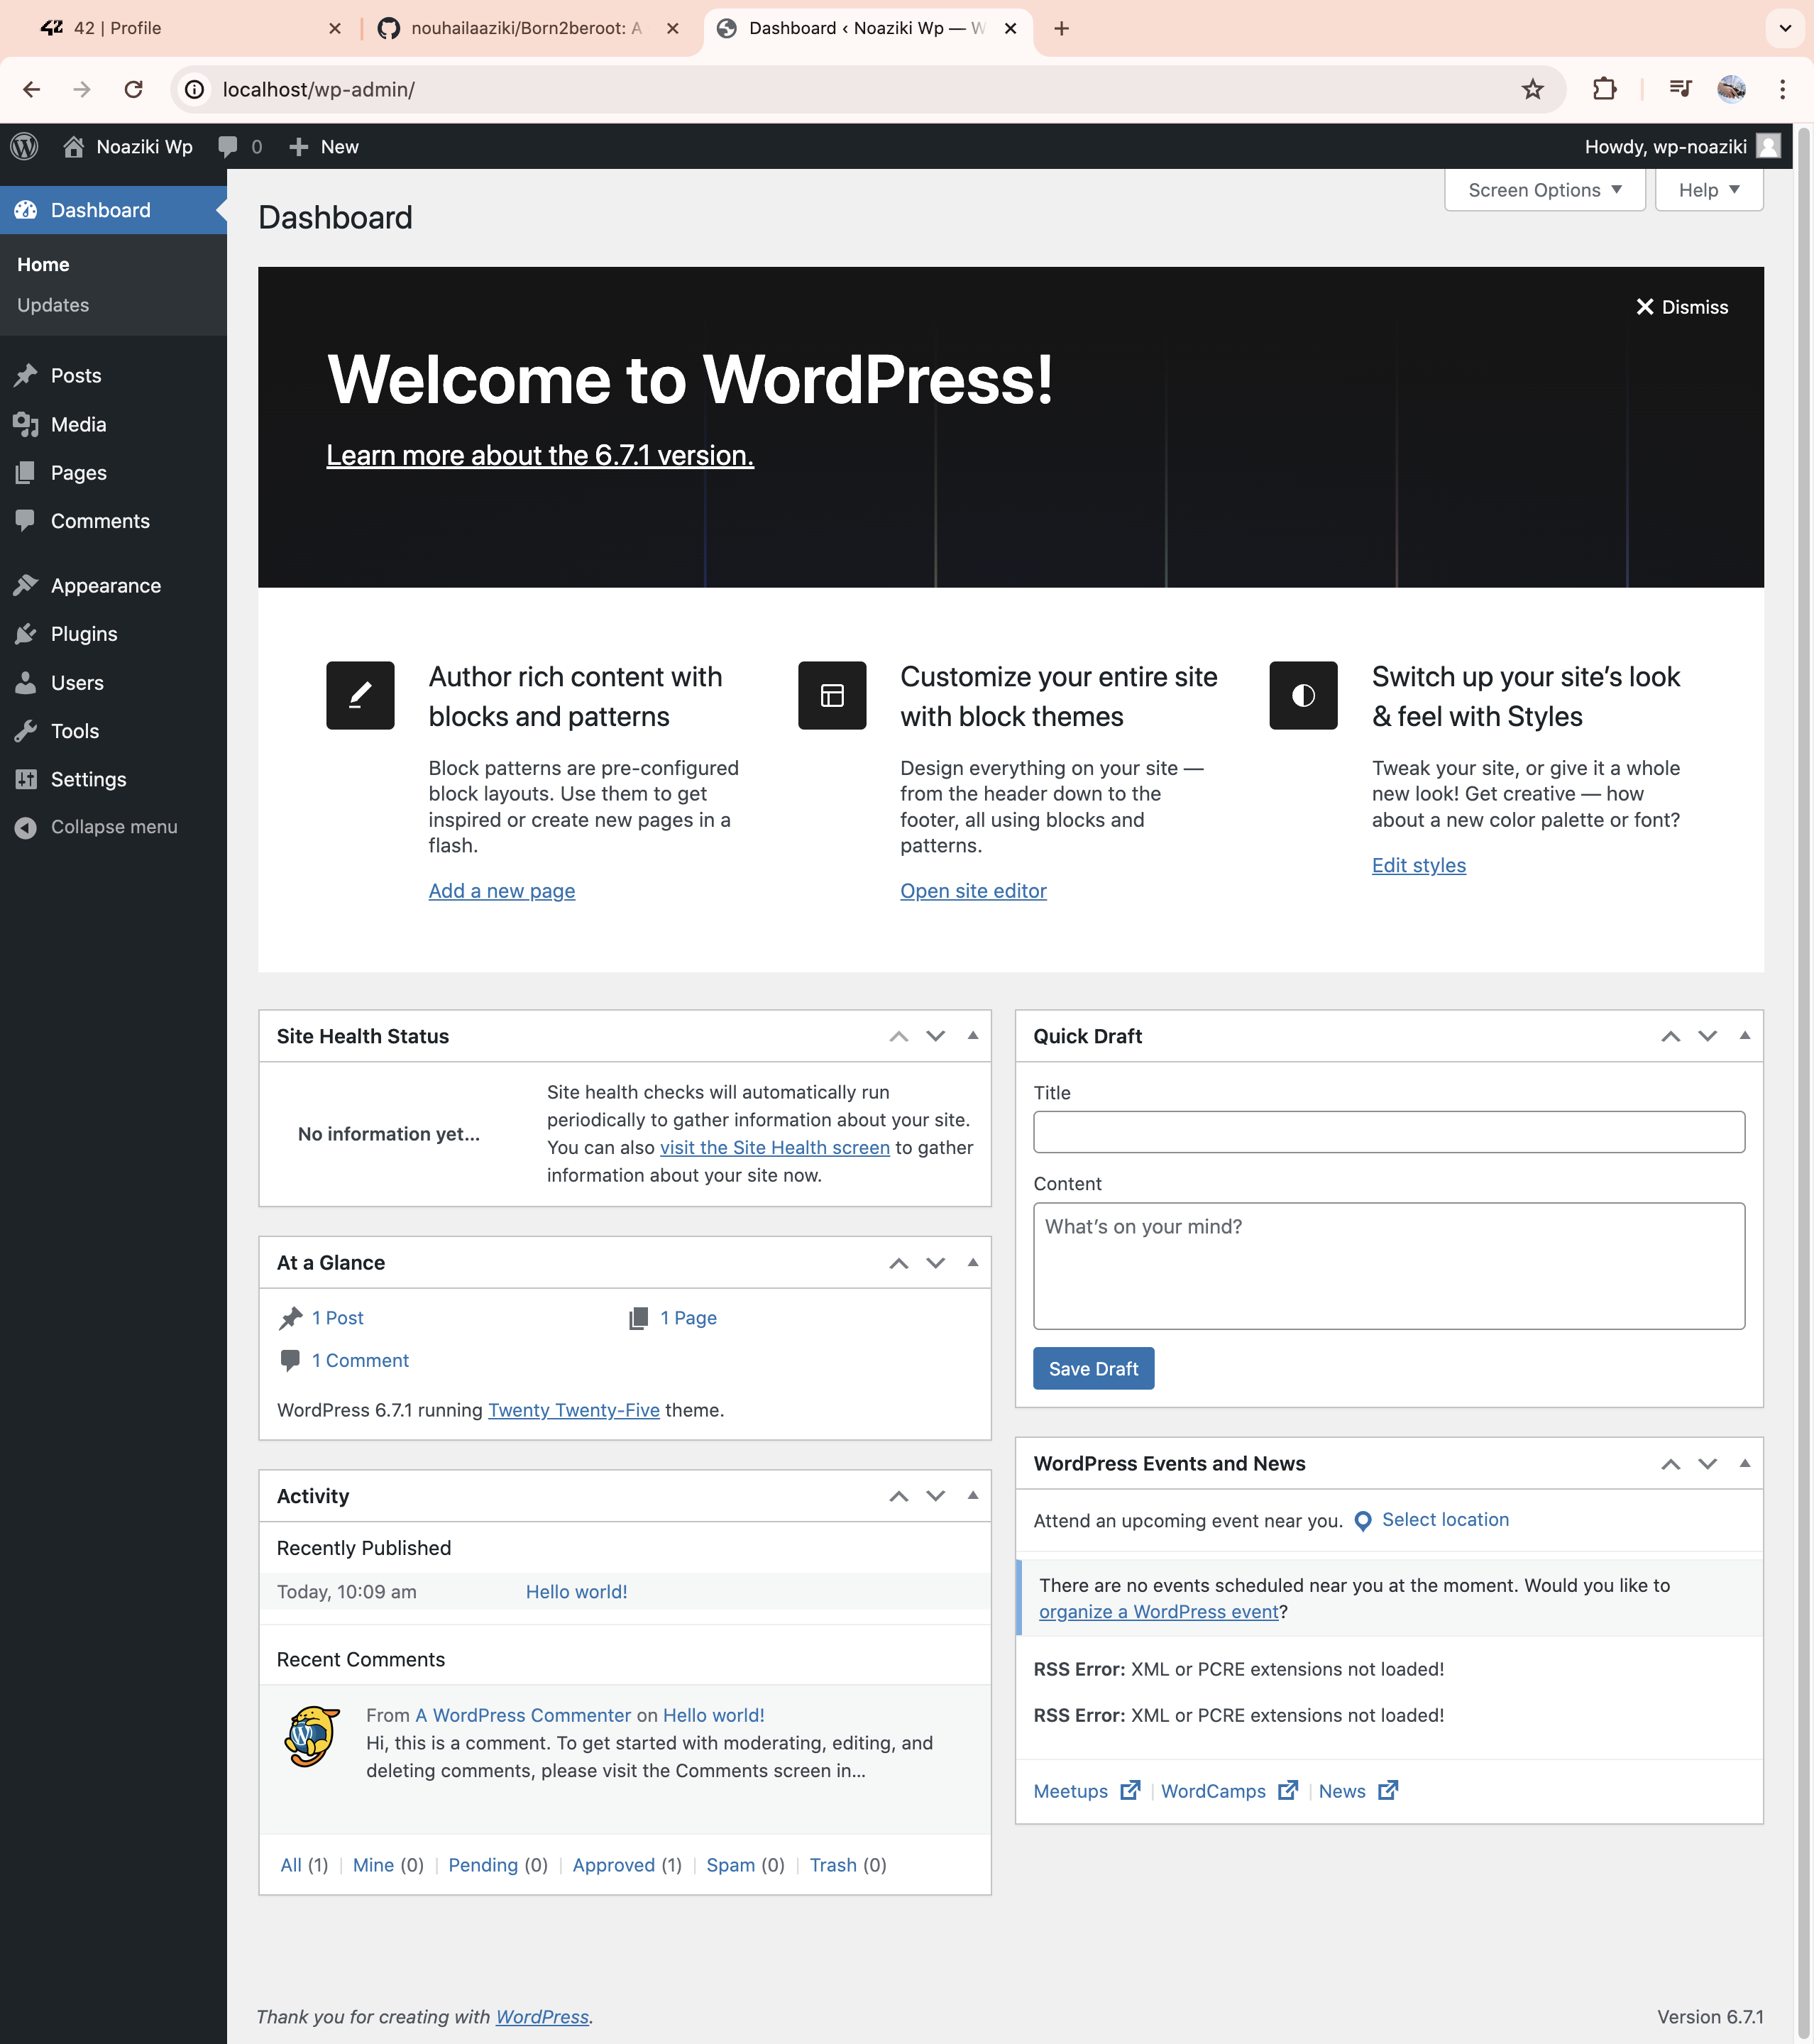 42 | Profile
nouhailaaziki/Born2beroot: A
Dashboard ‹ Noaziki Wp — W
localhost/wp-admin/
Noaziki Wp
0
New
Howdy, wp-noaziki
Screen Options
Help
Dashboard
Home
Updates
Posts
Media
Pages
Comments
Appearance
Plugins
Users
Tools
Settings
Collapse menu
Dashboard
Dismiss
Welcome to WordPress!
Learn more about the 6.7.1 version.
Author rich content with
blocks and patterns
Block patterns are pre-configured
block layouts. Use them to get
inspired or create new pages in a
flash.
Add a new page
Customize your entire site
with block themes
Design everything on your site —
from the header down to the
footer, all using blocks and
patterns.
Open site editor
Switch up your site’s look
& feel with Styles
Tweak your site, or give it a whole
new look! Get creative — how
about a new color palette or font?
Edit styles
Site Health Status
No information yet...
Site health checks will automatically run
periodically to gather information about your site.
You can also visit the Site Health screen to gather
information about your site now.
At a Glance
1 Post
1 Page
1 Comment
WordPress 6.7.1 running Twenty Twenty-Five theme.
Activity
Recently Published
Today, 10:09 am
Hello world!
Recent Comments
From A WordPress Commenter on Hello world!
Hi, this is a comment. To get started with moderating, editing, and
deleting comments, please visit the Comments screen in…
All (1) | Mine (0) | Pending (0) | Approved (1) | Spam (0) | Trash (0)
Quick Draft
Title
Content
What’s on your mind?
Save Draft
WordPress Events and News
Attend an upcoming event near you.
Select location
There are no events scheduled near you at the moment. Would you like to
organize a WordPress event?
RSS Error: XML or PCRE extensions not loaded!
RSS Error: XML or PCRE extensions not loaded!
Meetups | WordCamps | News
Thank you for creating with WordPress.
Version 6.7.1